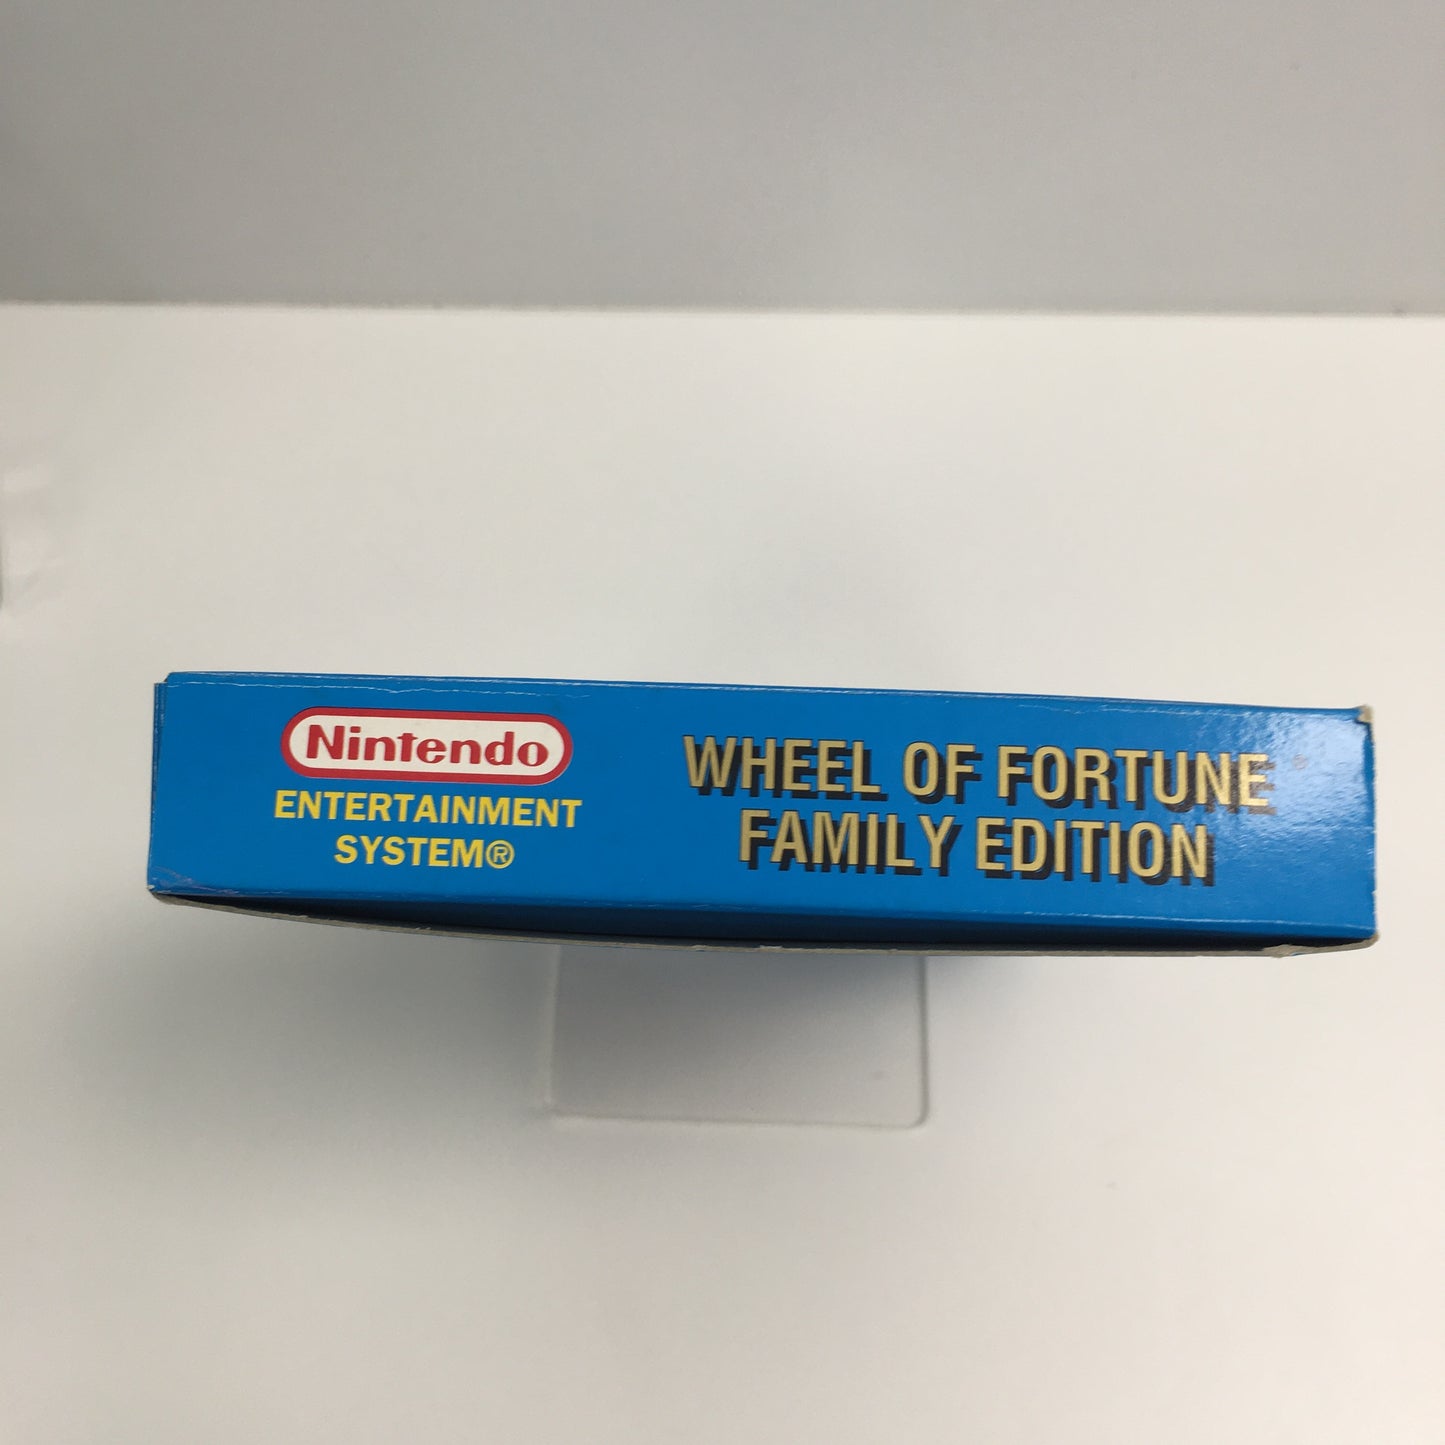 Nintendo
ENTERTAINMENT
SYSTEM®
WHEEL OF FORTUNE
FAMILY EDITION